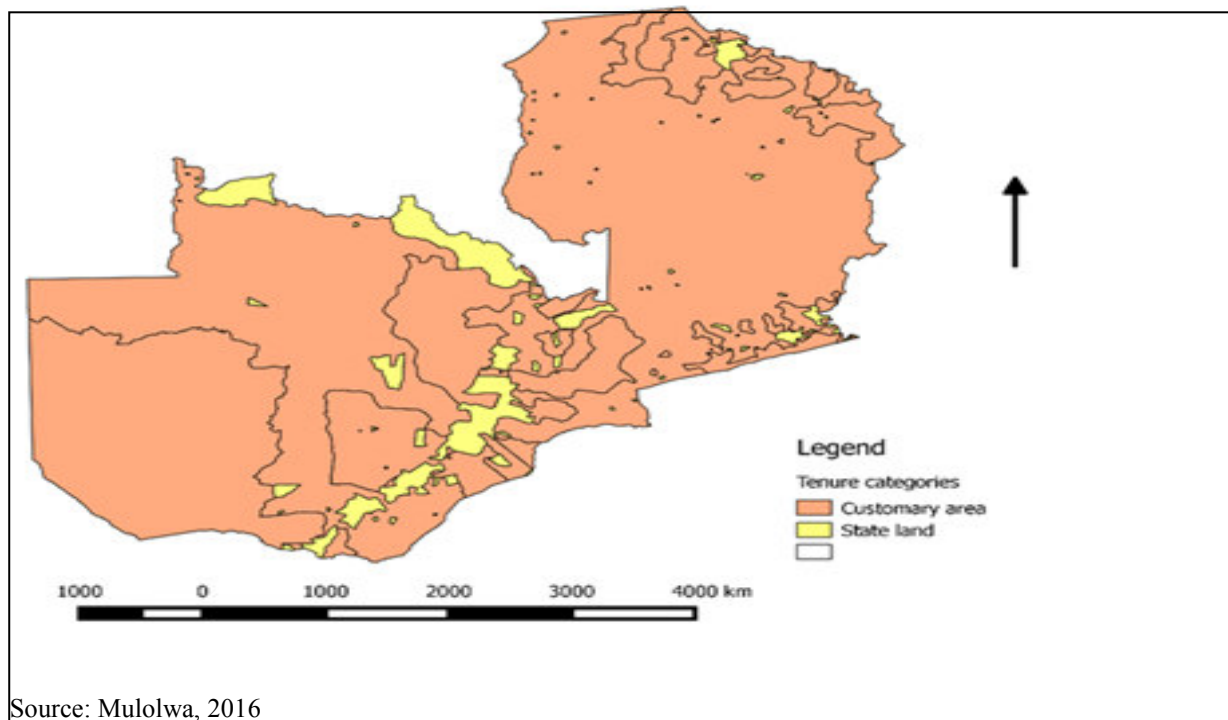 Legend
Tenure categories
Customary area
State land
1000 0 1000 2000 3000 4000 km
Source: Mulolwa, 2016